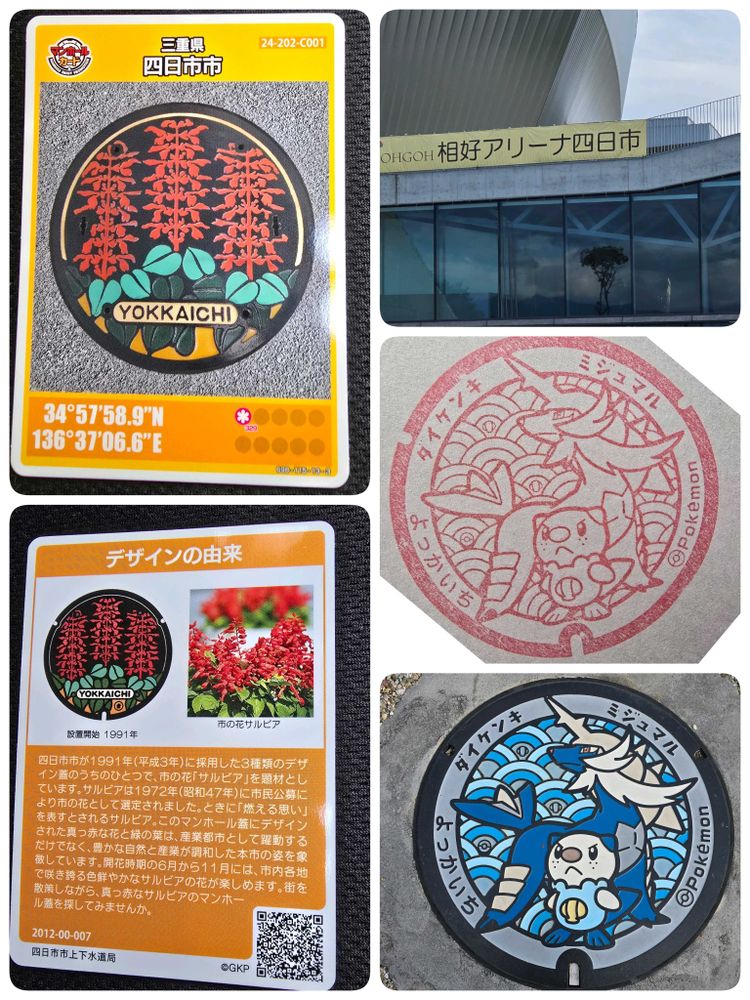 マンホール
カード
三重県
四日市市
24-202-C001
YOKKAICHI
34°57'58.9"N
136°37'06.6"E
デザインの由来
YOKKAICHI
設置開始 1991年
市の花サルビア
四日市市が1991年(平成3年)に採用した3種類のデザ
イン蓋のうちのひとつで、市の花「サルビア」を題材とし
ています。サルビアは1972年(昭和47年)に市民公募に
より市の花として選定されました。ときに「燃える思い」
を表すとされるサルビア。このマンホール蓋にデザイン
された真っ赤な花と緑の葉は、産業都市として躍動する
だけでなく、豊かな自然と産業が調和した本市の姿を象
徴しています。開花時期の6月から11月には、市内各地
で咲き誇る色鮮やかなサルビアの花が楽しめます。街を
散策しながら、真っ赤なサルビアのマンホー
ル蓋を探してみませんか。
2012-00-007
四日市市上下水道局
©GKP
OHGOH 相好アリーナ四日市
ダイケンキ
ミジュマル
よっかいち
@Pokémon
ダイケンキ
ミジュマル
よっかいち
@Pokémon